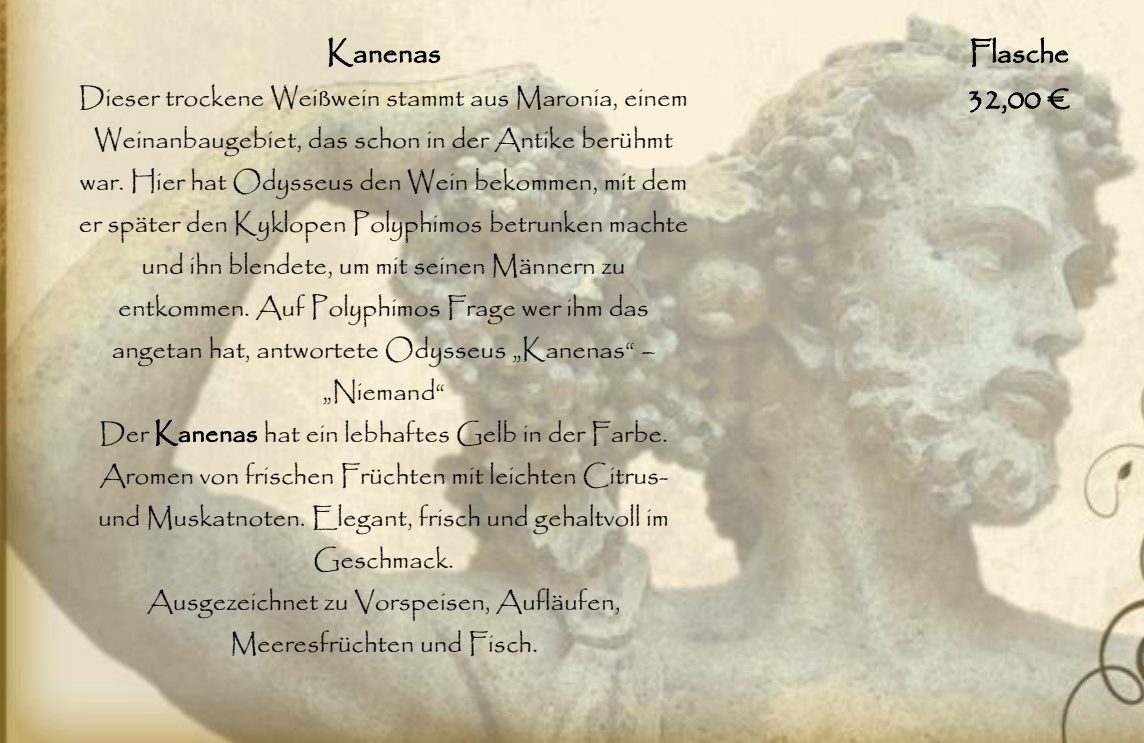 Kanenas
Flasche
Dieser trockene Weißwein stammt aus Maronia, einem
32,00 €
Weinanbaugebiet, das schon in der Antike berühmt
war. Hier hat Odysseus den Wein bekommen, mit dem
er später den Kyklopen Polyphimos betrunken machte
und ihn blendete, um mit seinen Männern zu
entkommen. Auf Polyphimos Frage wer ihm das
angetan hat, antwortete Odysseus „Kanenas“ –
„Niemand“
Der Kanenas hat ein lebhaftes Gelb in der Farbe.
Aromen von frischen Früchten mit leichten Citrus-
und Muskatnoten. Elegant, frisch und gehaltvoll im
Geschmack.
Ausgezeichnet zu Vorspeisen, Aufläufen,
Meeresfrüchten und Fisch.